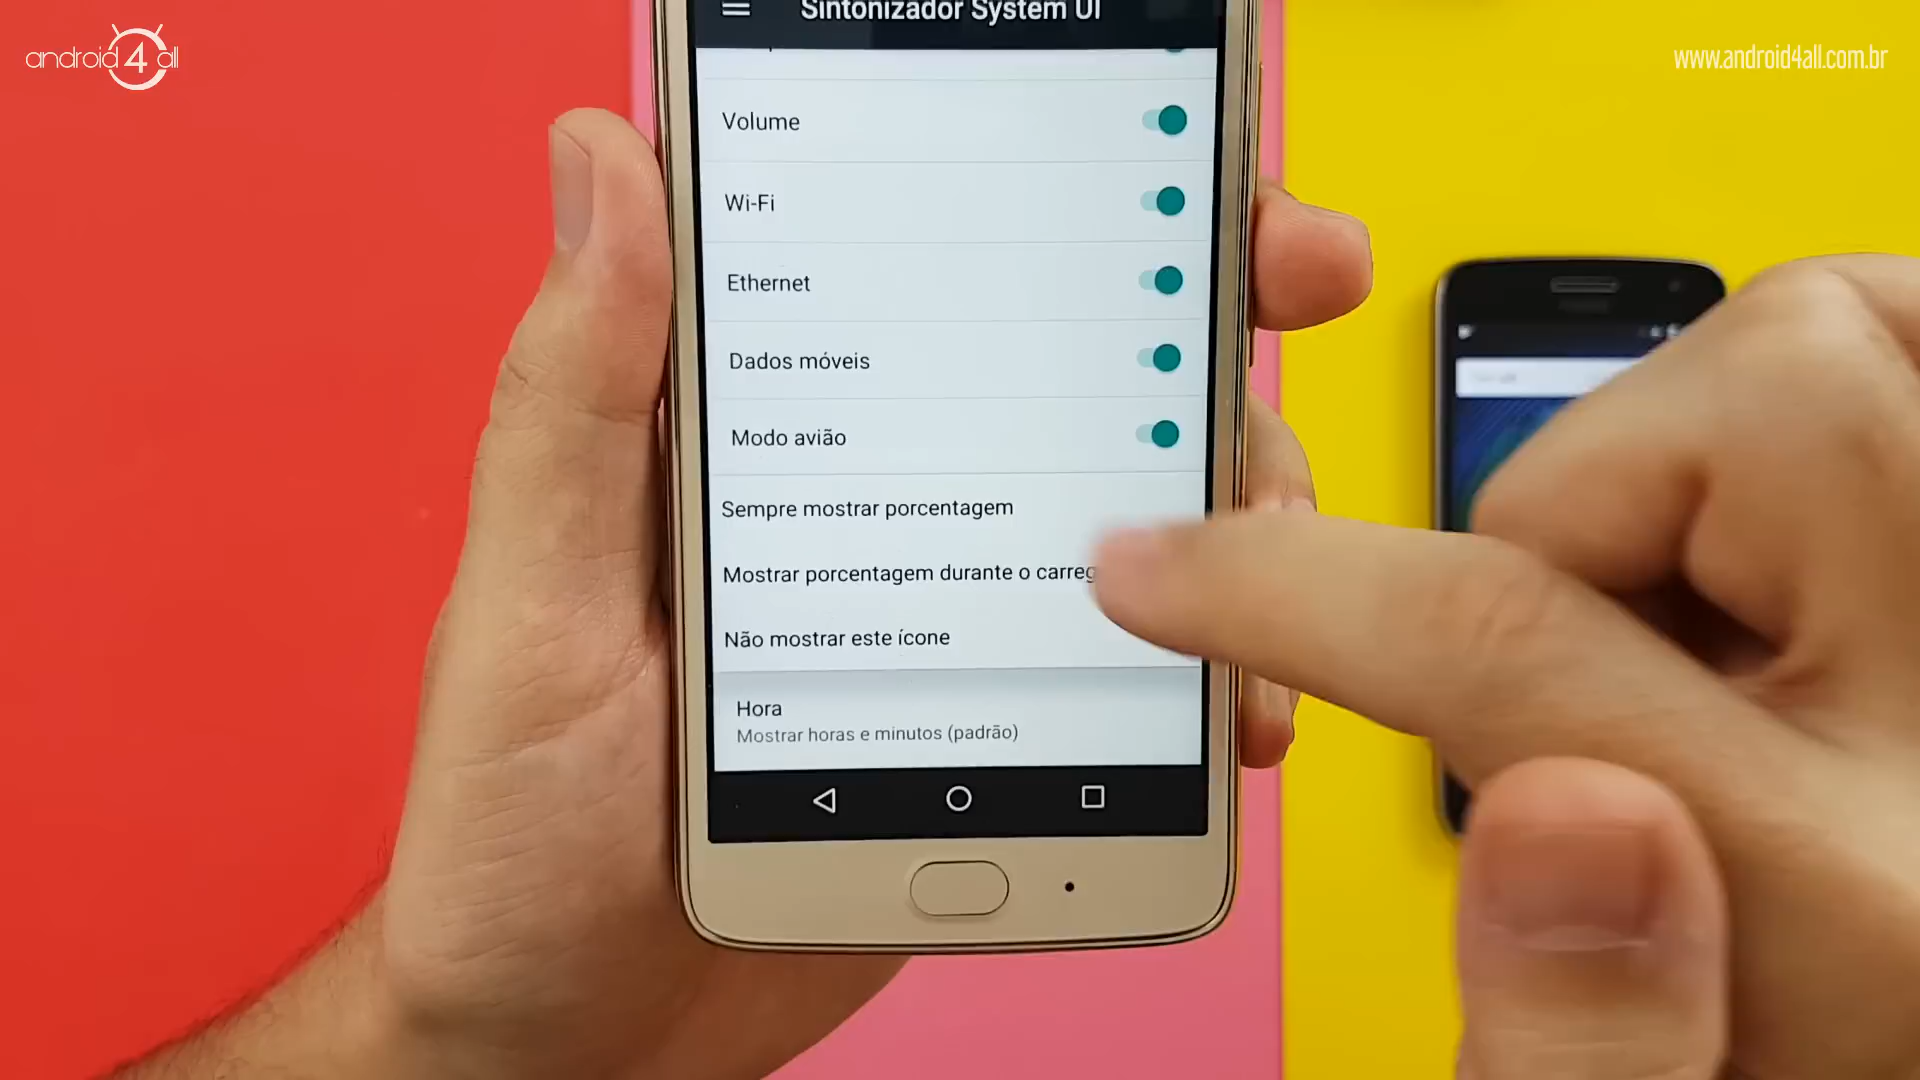 android 4 all
www.android4all.com.br
Sintonizador System UI
Volume
Wi-Fi
Ethernet
Dados móveis
Modo avião
Sempre mostrar porcentagem
Mostrar porcentagem durante o carreg
Não mostrar este ícone
Hora
Mostrar horas e minutos (padrão)